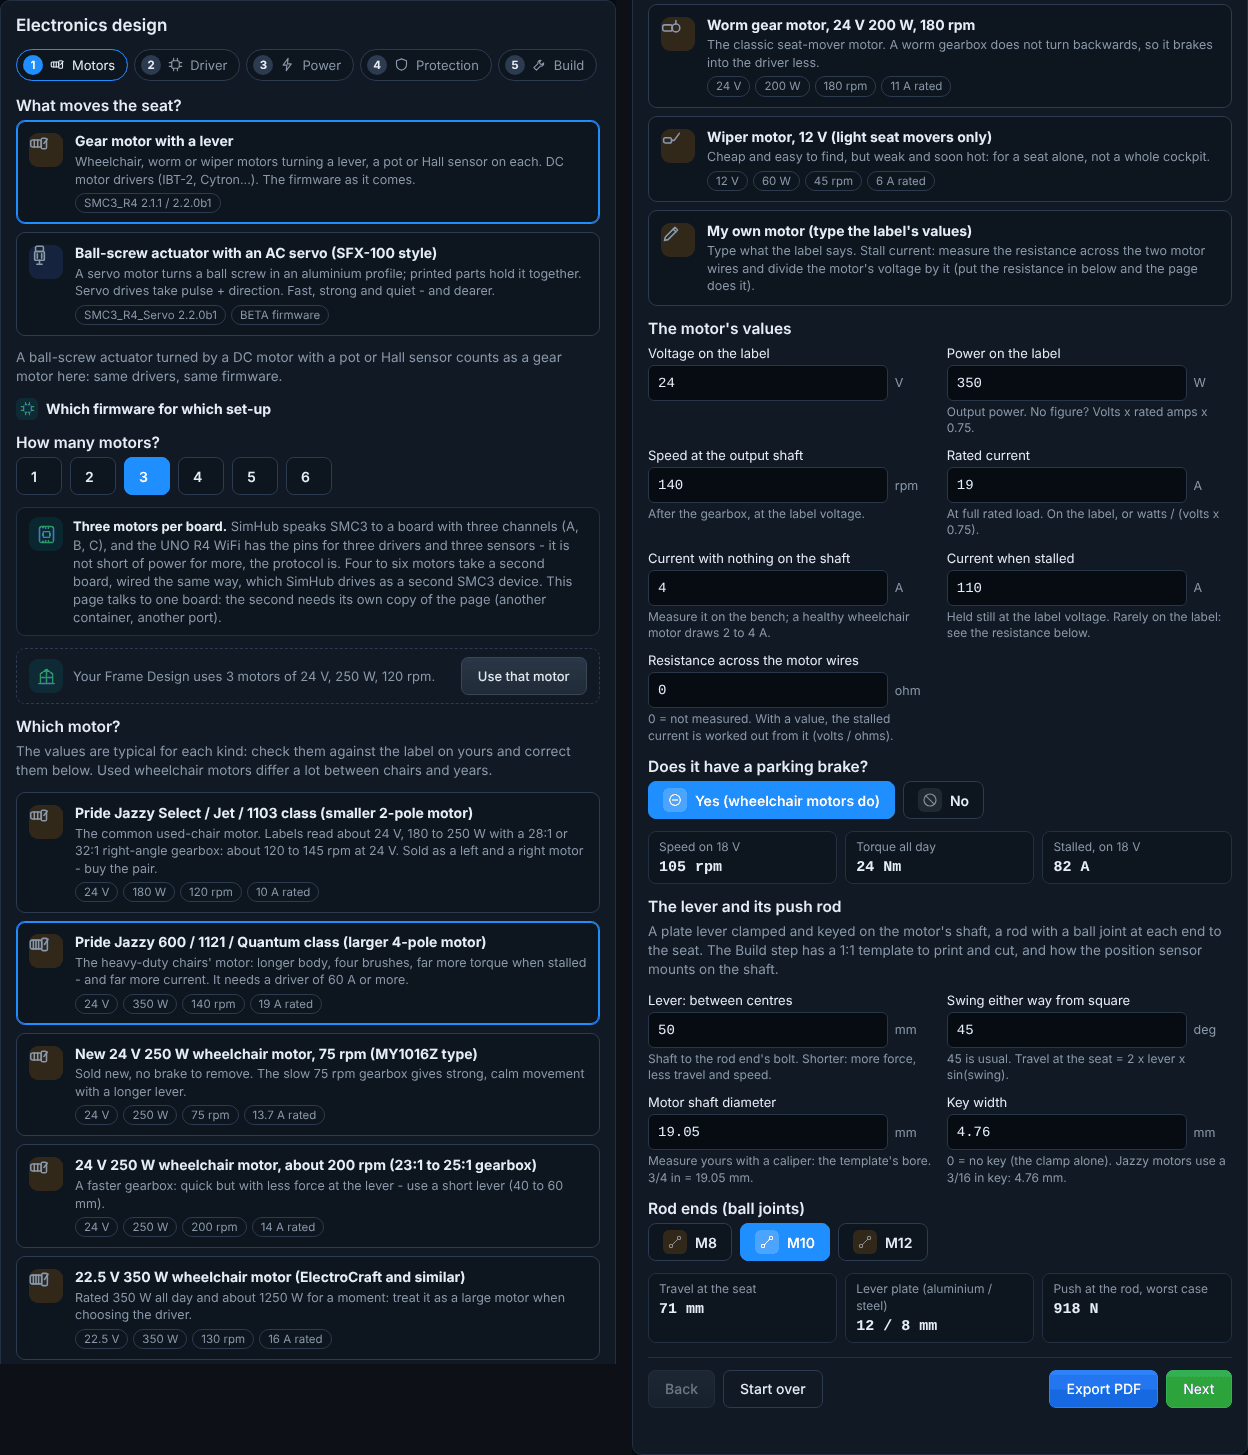 Electronics design
1 Motors
2 Driver
3 Power
4 Protection
5 Build
What moves the seat?
Gear motor with a lever
Wheelchair, worm or wiper motors turning a lever, a pot or Hall sensor on each. DC
motor drivers (IBT-2, Cytron...). The firmware as it comes.
SMC3_R4 2.1.1 / 2.2.0b1
Ball-screw actuator with an AC servo (SFX-100 style)
A servo motor turns a ball screw in an aluminium profile; printed parts hold it together.
Servo drives take pulse + direction. Fast, strong and quiet - and dearer.
SMC3_R4_Servo 2.2.0b1
BETA firmware
A ball-screw actuator turned by a DC motor with a pot or Hall sensor counts as a gear
motor here: same drivers, same firmware.
Which firmware for which set-up
How many motors?
1
2
3
4
5
6
Three motors per board. SimHub speaks SMC3 to a board with three channels (A,
B, C), and the UNO R4 WiFi has the pins for three drivers and three sensors - it is
not short of power for more, the protocol is. Four to six motors take a second
board, wired the same way, which SimHub drives as a second SMC3 device. This
page talks to one board: the second needs its own copy of the page (another
container, another port).
Your Frame Design uses 3 motors of 24 V, 250 W, 120 rpm.
Use that motor
Which motor?
The values are typical for each kind: check them against the label on yours and correct
them below. Used wheelchair motors differ a lot between chairs and years.
Pride Jazzy Select / Jet / 1103 class (smaller 2-pole motor)
The common used-chair motor. Labels read about 24 V, 180 to 250 W with a 28:1 or
32:1 right-angle gearbox: about 120 to 145 rpm at 24 V. Sold as a left and a right motor
- buy the pair.
24 V
180 W
120 rpm
10 A rated
Pride Jazzy 600 / 1121 / Quantum class (larger 4-pole motor)
The heavy-duty chairs' motor: longer body, four brushes, far more torque when stalled
- and far more current. It needs a driver of 60 A or more.
24 V
350 W
140 rpm
19 A rated
New 24 V 250 W wheelchair motor, 75 rpm (MY1016Z type)
Sold new, no brake to remove. The slow 75 rpm gearbox gives strong, calm movement
with a longer lever.
24 V
250 W
75 rpm
13.7 A rated
24 V 250 W wheelchair motor, about 200 rpm (23:1 to 25:1 gearbox)
A faster gearbox: quick but with less force at the lever - use a short lever (40 to 60
mm).
24 V
250 W
200 rpm
14 A rated
22.5 V 350 W wheelchair motor (ElectroCraft and similar)
Rated 350 W all day and about 1250 W for a moment: treat it as a large motor when
choosing the driver.
22.5 V
350 W
130 rpm
16 A rated
Worm gear motor, 24 V 200 W, 180 rpm
The classic seat-mover motor. A worm gearbox does not turn backwards, so it brakes
into the driver less.
24 V
200 W
180 rpm
11 A rated
Wiper motor, 12 V (light seat movers only)
Cheap and easy to find, but weak and soon hot: for a seat alone, not a whole cockpit.
12 V
60 W
45 rpm
6 A rated
My own motor (type the label's values)
Type what the label says. Stall current: measure the resistance across the two motor
wires and divide the motor's voltage by it (put the resistance in below and the page
does it).
The motor's values
Voltage on the label
24 V
Power on the label
350 W
Output power. No figure? Volts x rated amps x
0.75.
Speed at the output shaft
140 rpm
After the gearbox, at the label voltage.
Rated current
19 A
At full rated load. On the label, or watts / (volts x
0.75).
Current with nothing on the shaft
4 A
Measure it on the bench; a healthy wheelchair
motor draws 2 to 4 A.
Current when stalled
110 A
Held still at the label voltage. Rarely on the label:
see the resistance below.
Resistance across the motor wires
0 ohm
0 = not measured. With a value, the stalled
current is worked out from it (volts / ohms).
Does it have a parking brake?
Yes (wheelchair motors do)
No
Speed on 18 V
105 rpm
Torque all day
24 Nm
Stalled, on 18 V
82 A
The lever and its push rod
A plate lever clamped and keyed on the motor's shaft, a rod with a ball joint at each end to
the seat. The Build step has a 1:1 template to print and cut, and how the position sensor
mounts on the shaft.
Lever: between centres
50 mm
Shaft to the rod end's bolt. Shorter: more force,
less travel and speed.
Swing either way from square
45 deg
45 is usual. Travel at the seat = 2 x lever x
sin(swing).
Motor shaft diameter
19.05 mm
Measure yours with a caliper: the template's bore.
3/4 in = 19.05 mm.
Key width
4.76 mm
0 = no key (the clamp alone). Jazzy motors use a
3/16 in key: 4.76 mm.
Rod ends (ball joints)
M8
M10
M12
Travel at the seat
71 mm
Lever plate (aluminium /
steel)
12 / 8 mm
Push at the rod, worst case
918 N
Back
Start over
Export PDF
Next